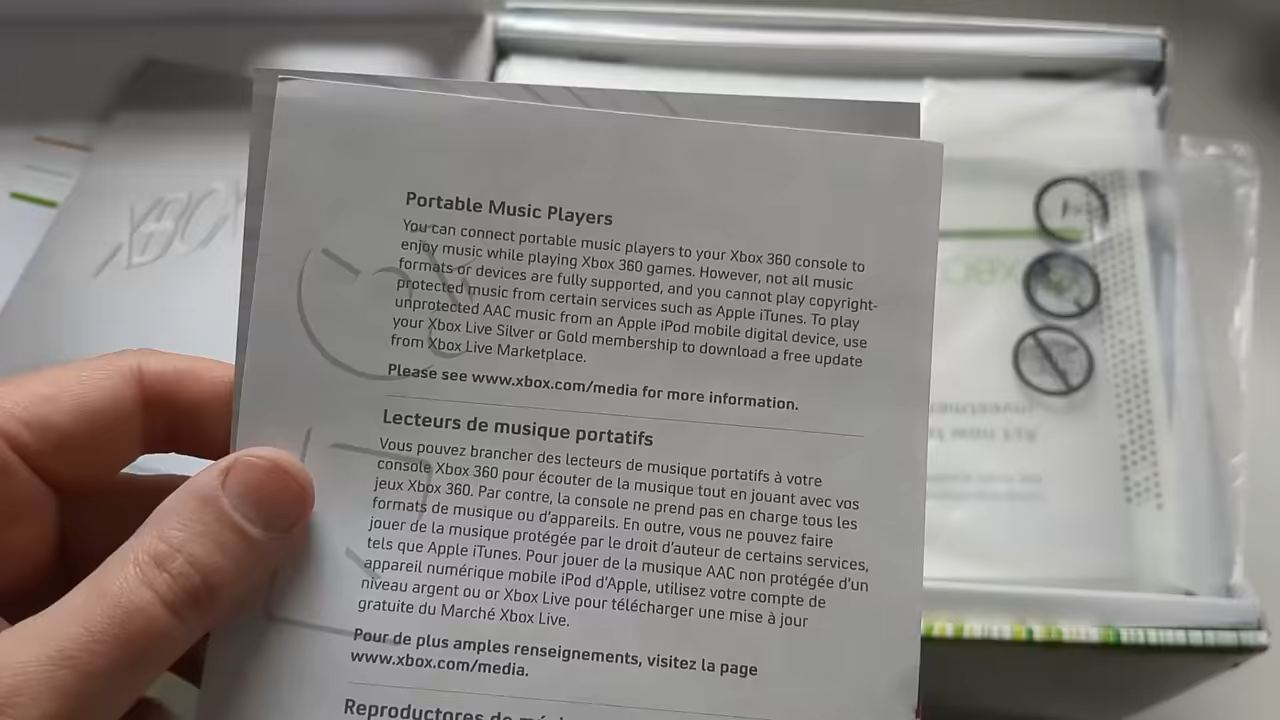 Portable Music Players
You can connect portable music players to your Xbox 360 console to
enjoy music while playing Xbox 360 games. However, not all music
formats or devices are fully supported, and you cannot play copyright-
protected music from certain services such as Apple iTunes. To play
unprotected AAC music from an Apple iPod mobile digital device, use
your Xbox Live Silver or Gold membership to download a free update
from Xbox Live Marketplace.
Please see www.xbox.com/media for more information.
Lecteurs de musique portatifs
Vous pouvez brancher des lecteurs de musique portatifs à votre
console Xbox 360 pour écouter de la musique tout en jouant avec vos
jeux Xbox 360. Par contre, la console ne prend pas en charge tous les
formats de musique ou d'appareils. En outre, vous ne pouvez faire
jouer de la musique protégée par le droit d'auteur de certains services,
tels que Apple iTunes. Pour jouer de la musique AAC non protégée d'un
appareil numérique mobile iPod d'Apple, utilisez votre compte de
niveau argent ou or Xbox Live pour télécharger une mise à jour
gratuite du Marché Xbox Live.
Pour de plus amples renseignements, visitez la page
www.xbox.com/media.
Reproductores de
XBO